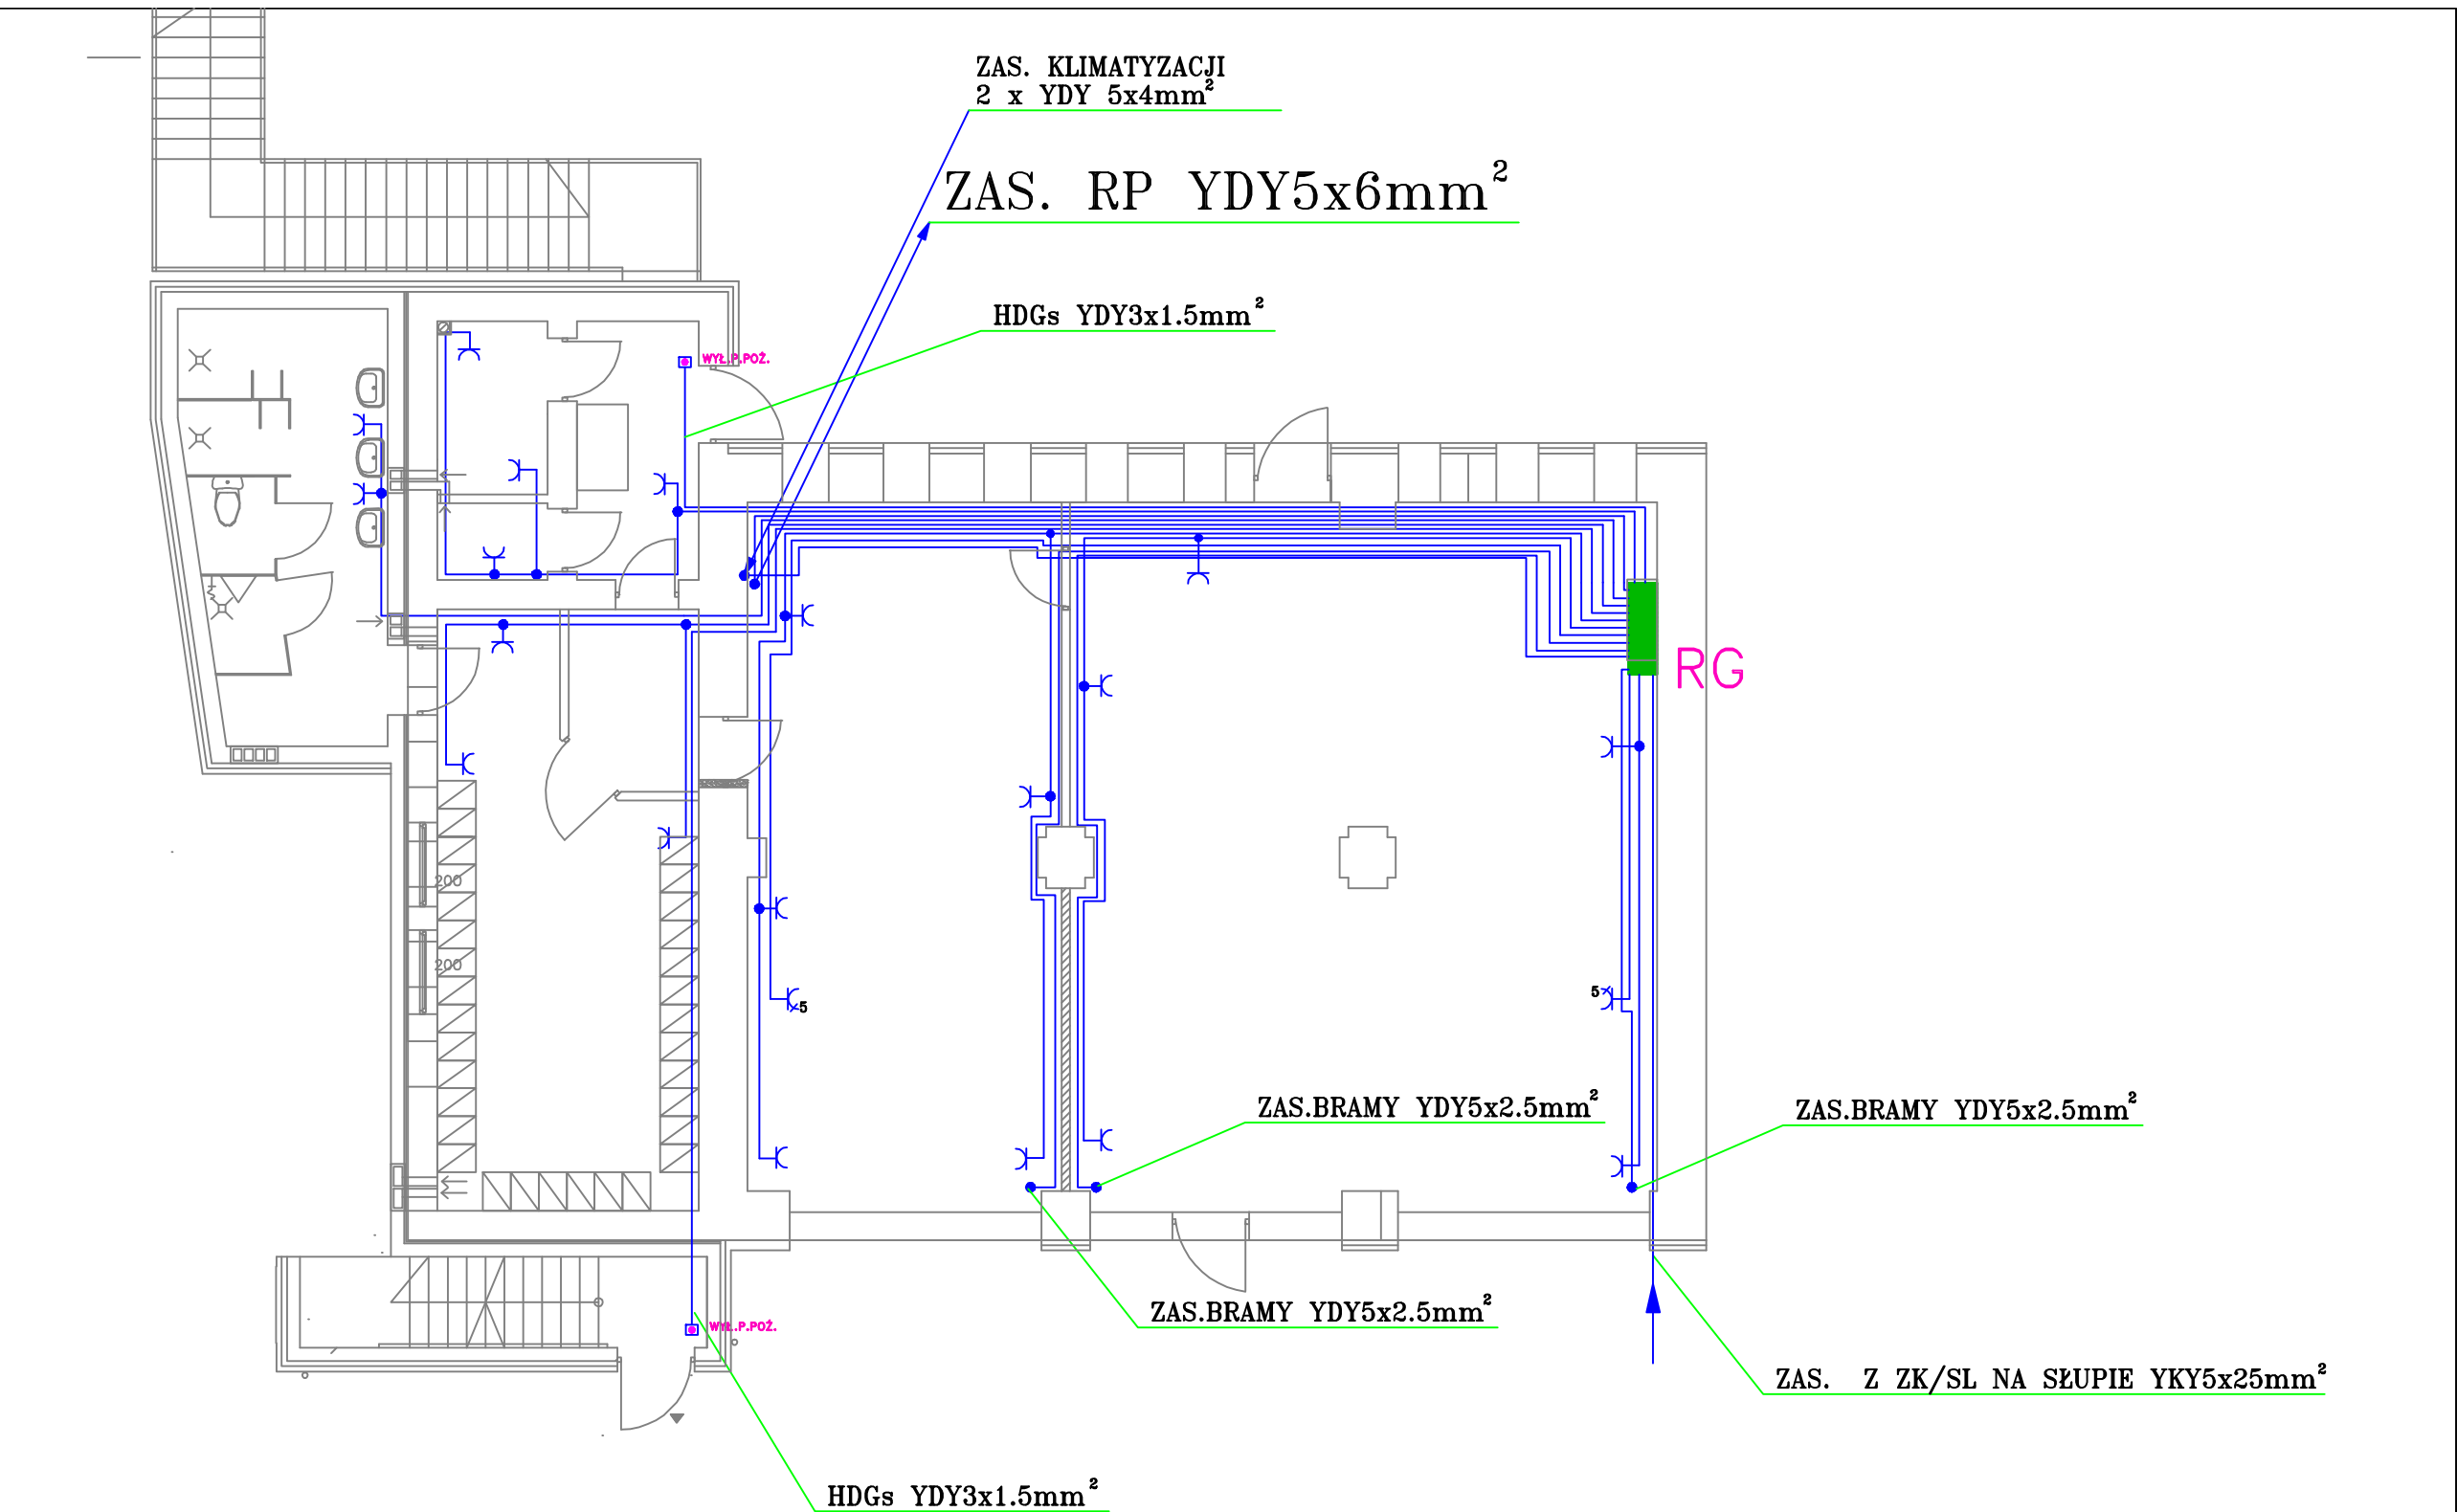 ZAS. KLIMATYZACJI
2 x YDY 5x4mm²
ZAS. RP YDY5x6mm²
HDGs YDY3x1.5mm²
WYŁ.P.POŻ.
RG
200
200
5
5
ZAS.BRAMY YDY5x2.5mm²
ZAS.BRAMY YDY5x2.5mm²
ZAS.BRAMY YDY5x2.5mm²
WYŁ.P.POŻ.
ZAS. Z ZK/SL NA SŁUPIE YKY5x25mm²
HDGs YDY3x1.5mm²